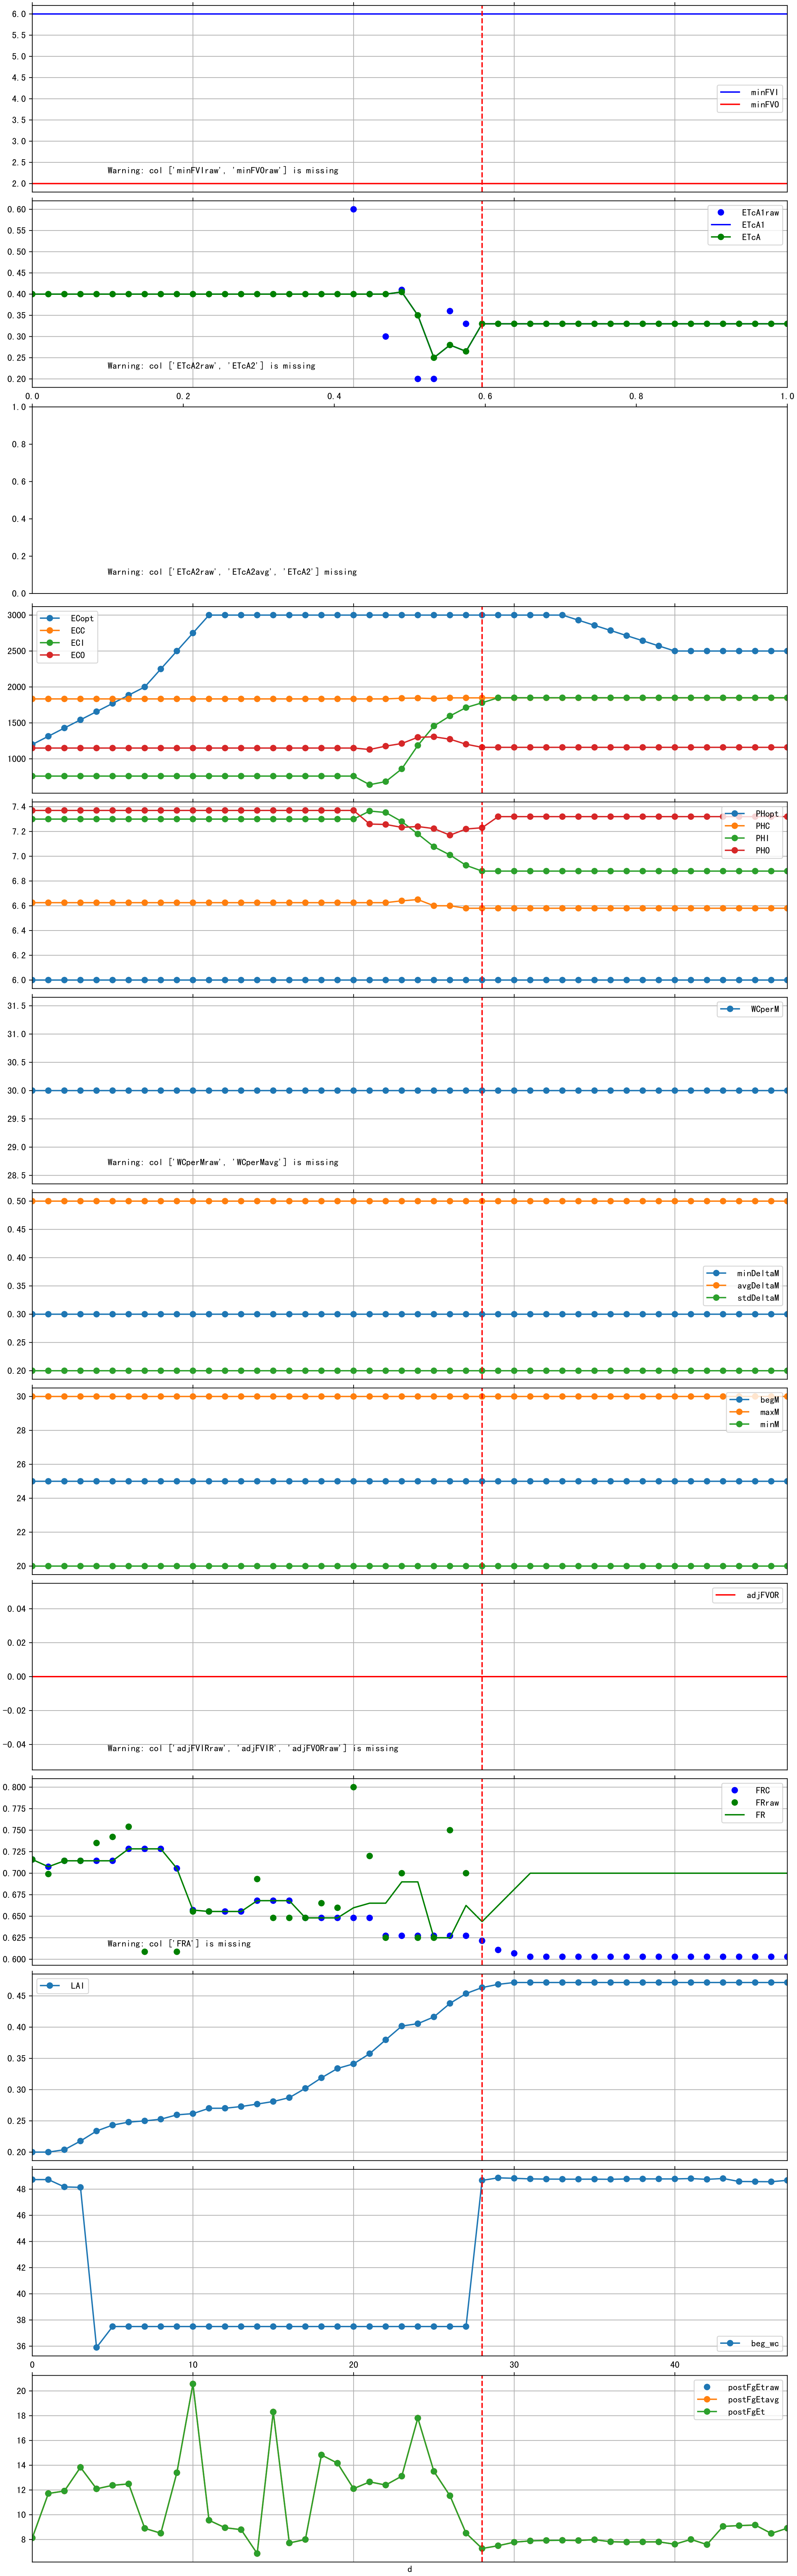 6.0
5.5
5.0
4.5
4.0
3.5
3.0
2.5
2.0
minFVI
minFVO
Warning: col ['minFVIraw', 'minFVOraw'] is missing
0.60
0.55
0.50
0.45
0.40
0.35
0.30
0.25
0.20
ETcA1raw
ETcA1
ETcA
Warning: col ['ETcA2raw', 'ETcA2'] is missing
0.0 0.2 0.4 0.6 0.8 1.0
1.0
0.8
0.6
0.4
0.2
0.0
Warning: col ['ETcA2raw', 'ETcA2avg', 'ETcA2'] missing
3000
2500
2000
1500
1000
ECopt
ECC
ECI
ECO
7.4
7.2
7.0
6.8
6.6
6.4
6.2
6.0
PHopt
PHC
PHI
PHO
31.5
31.0
30.5
30.0
29.5
29.0
28.5
WCperM
Warning: col ['WCperMraw', 'WCperMavg'] is missing
0.50
0.45
0.40
0.35
0.30
0.25
0.20
minDeltaM
avgDeltaM
stdDeltaM
30
28
26
24
22
20
begM
maxM
minM
0.04
0.02
0.00
-0.02
-0.04
adjFVOR
Warning: col ['adjFVIRraw', 'adjFVIR', 'adjFVORraw'] is missing
0.800
0.775
0.750
0.725
0.700
0.675
0.650
0.625
0.600
FRC
FRraw
FR
Warning: col ['FRA'] is missing
0.45
0.40
0.35
0.30
0.25
0.20
LAI
48
46
44
42
40
38
36
beg_wc
0 10 20 30 40
20
18
16
14
12
10
8
postFgEtraw
postFgEtavg
postFgEt
d